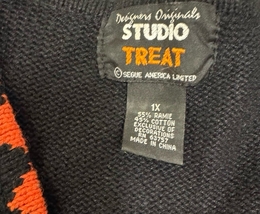 Designers Originals
STUDIO
TREAT
© SEGUE AMERICA LIMITED
1X
55% RAMIE
45% COTTON
EXCLUSIVE OF
DECORATIONS
RN 63757
MADE IN CHINA